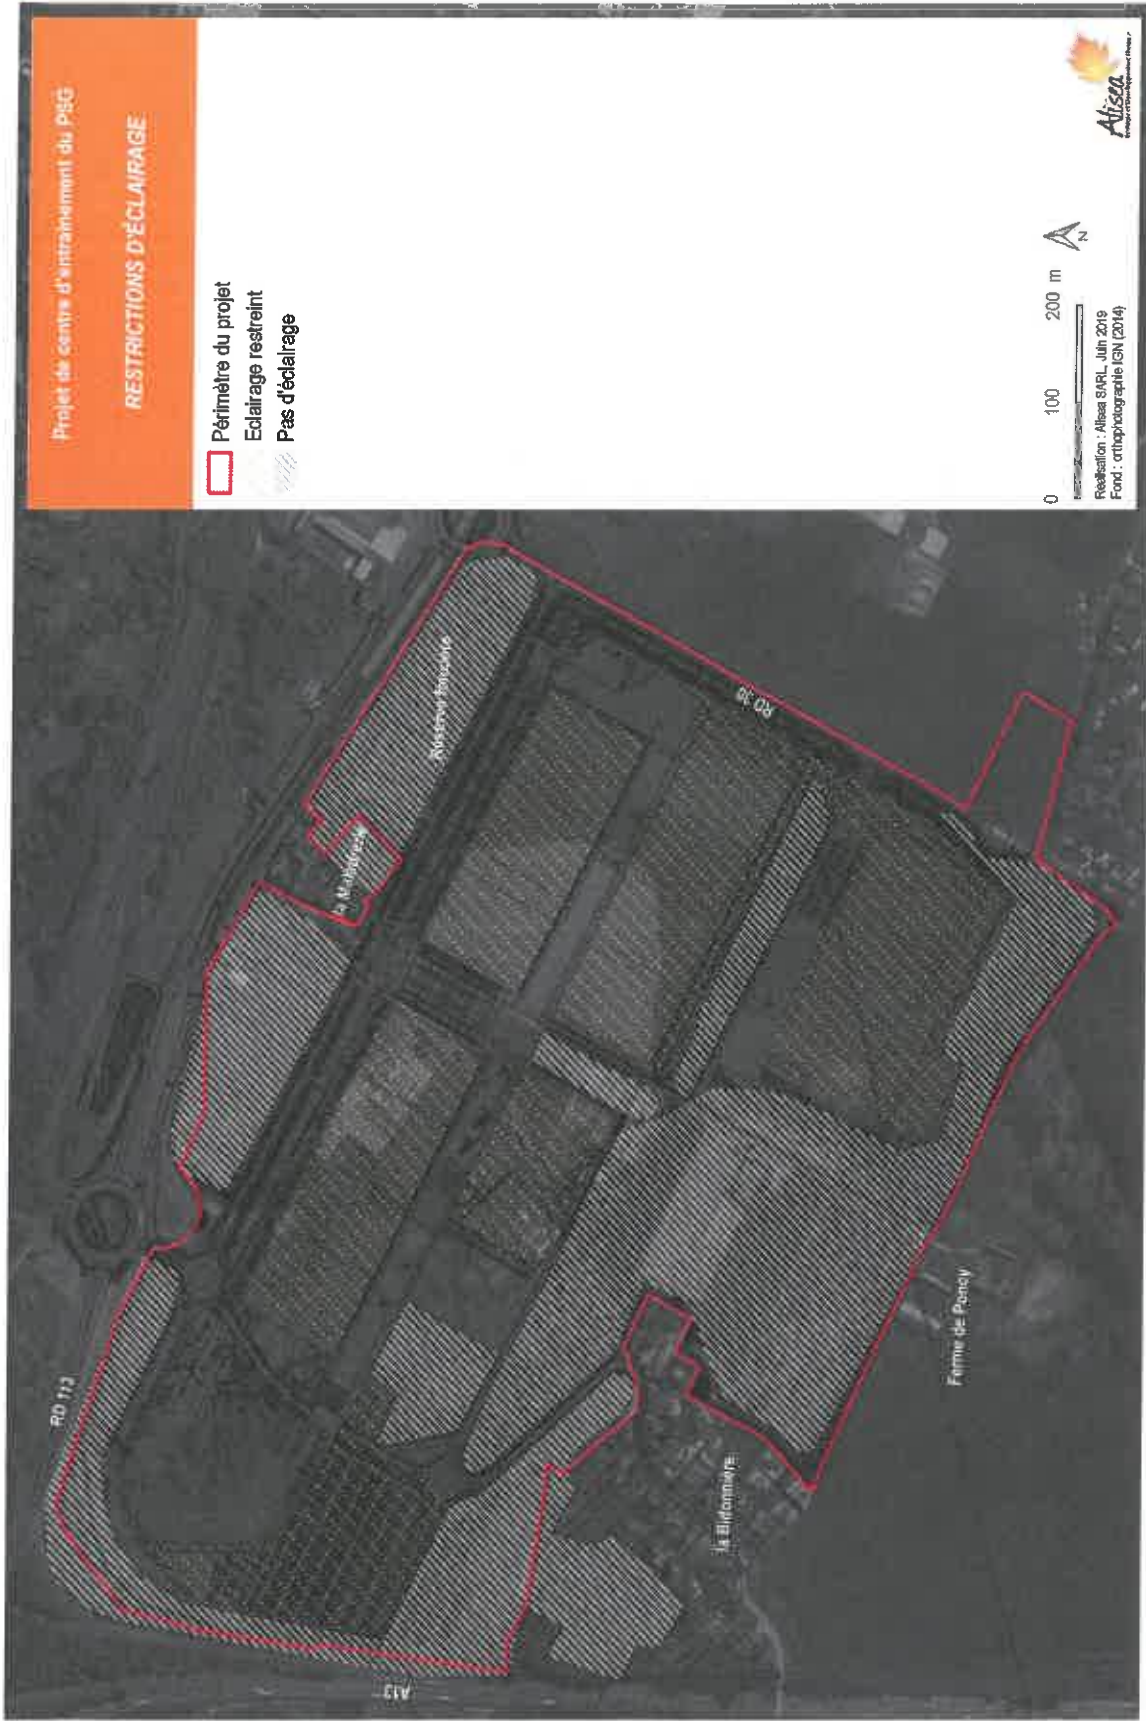 Projet de centre d'entraînement du PSG
RESTRICTIONS D'ÉCLAIRAGE
Périmètre du projet
Eclairage restreint
Pas d'éclairage
0 100 200 m
N
Réalisation : Alisea SARL, Juin 2019
Fond : orthophotographie IGN (2014)
Alisea
RD 113
A13
la Maladrerie
RD 30
la Bidonnière
Ferme de Poncy